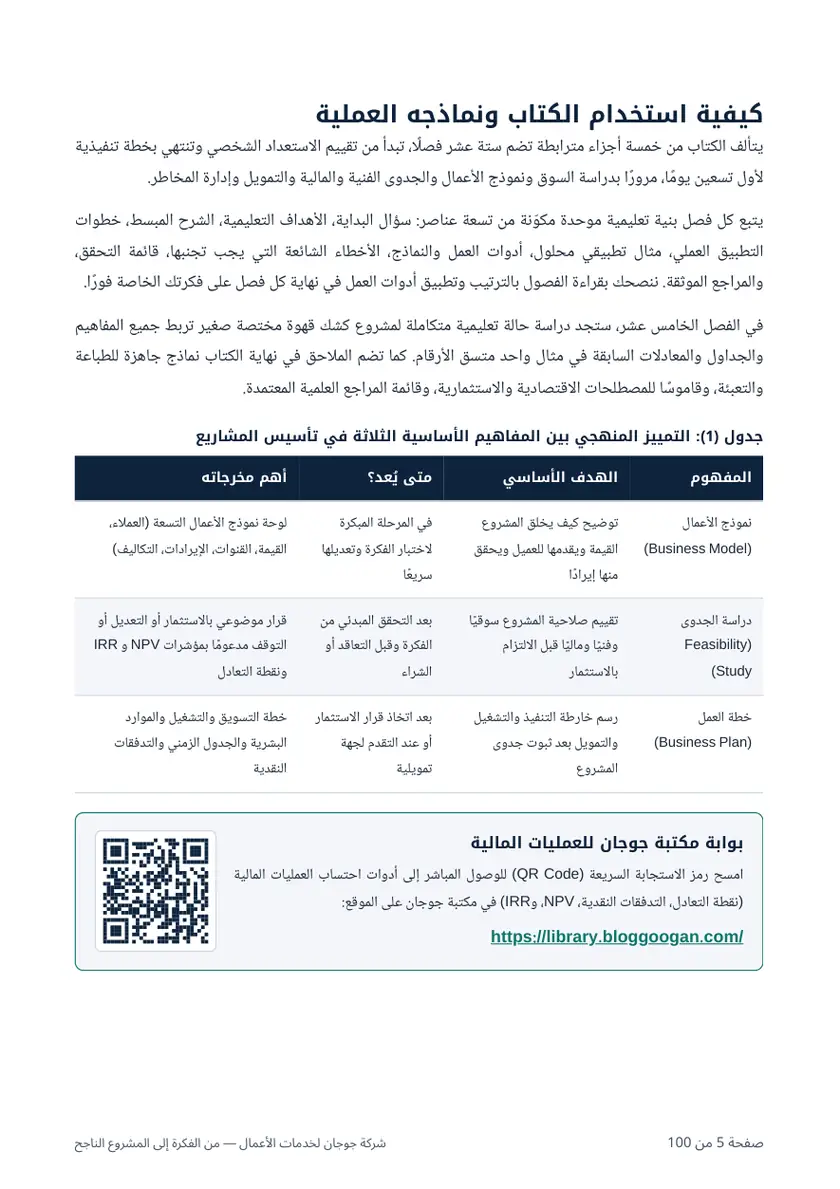 كيفية استخدام الكتاب ونماذجه العملية
يتألف الكتاب من خمسة أجزاء مترابطة تضم ستة عشر فصلًا، تبدأ من تقييم الاستعداد الشخصي وتنتهي بخطة تنفيذية
لأول تسعين يومًا، مرورًا بدراسة السوق ونموذج الأعمال والجدوى الفنية والمالية والتمويل وإدارة المخاطر.
يتبع كل فصل بنية تعليمية موحدة مكوّنة من تسعة عناصر: سؤال البداية، الأهداف التعليمية، الشرح المبسط، خطوات
التطبيق العملي، مثال تطبيقي محلول، أدوات العمل والنماذج، الأخطاء الشائعة التي يجب تجنبها، قائمة التحقق،
والمراجع الموثقة. ننصحك بقراءة الفصول بالترتيب وتطبيق أدوات العمل في نهاية كل فصل على فكرتك الخاصة فورًا.
في الفصل الخامس عشر، ستجد دراسة حالة تعليمية متكاملة لمشروع كشك قهوة مختصة صغير تربط جميع المفاهيم
والجداول والمعادلات السابقة في مثال واحد متسق الأرقام. كما تضم الملاحق في نهاية الكتاب نماذج جاهزة للطباعة
والتعبئة، وقاموسًا للمصطلحات الاقتصادية والاستثمارية، وقائمة المراجع العلمية المعتمدة.
جدول (1): التمييز المنهجي بين المفاهيم الأساسية الثلاثة في تأسيس المشاريع
المفهوم
الهدف الأساسي
متى يُعد؟
أهم مخرجاته
نموذج الأعمال
(Business Model)
توضيح كيف يخلق المشروع
القيمة ويقدمها للعميل ويحقق
منها إيرادًا
في المرحلة المبكرة
لاختبار الفكرة وتعديلها
سريعًا
لوحة نموذج الأعمال التسعة (العملاء،
القيمة، القنوات، الإيرادات، التكاليف)
دراسة الجدوى
(Feasibility
Study)
تقييم صلاحية المشروع سوقيًا
وفنيًا وماليًا قبل الالتزام
بالاستثمار
بعد التحقق المبدئي من
الفكرة وقبل التعاقد أو
الشراء
قرار موضوعي بالاستثمار أو التعديل أو
التوقف مدعومًا بمؤشرات NPV و IRR
ونقطة التعادل
خطة العمل
(Business Plan)
رسم خارطة التنفيذ والتشغيل
والتمويل بعد ثبوت جدوى
المشروع
بعد اتخاذ قرار الاستثمار
أو عند التقدم لجهة
تمويلية
خطة التسويق والتشغيل والموارد
البشرية والجدول الزمني والتدفقات
النقدية
بوابة مكتبة جوجان للعمليات المالية
امسح رمز الاستجابة السريعة (QR Code) للوصول المباشر إلى أدوات احتساب العمليات المالية
(نقطة التعادل، التدفقات النقدية، NPV، وIRR) في مكتبة جوجان على الموقع:
https://library.bloggoogan.com/
صفحة 5 من 100
شركة جوجان لخدمات الأعمال — من الفكرة إلى المشروع الناجح